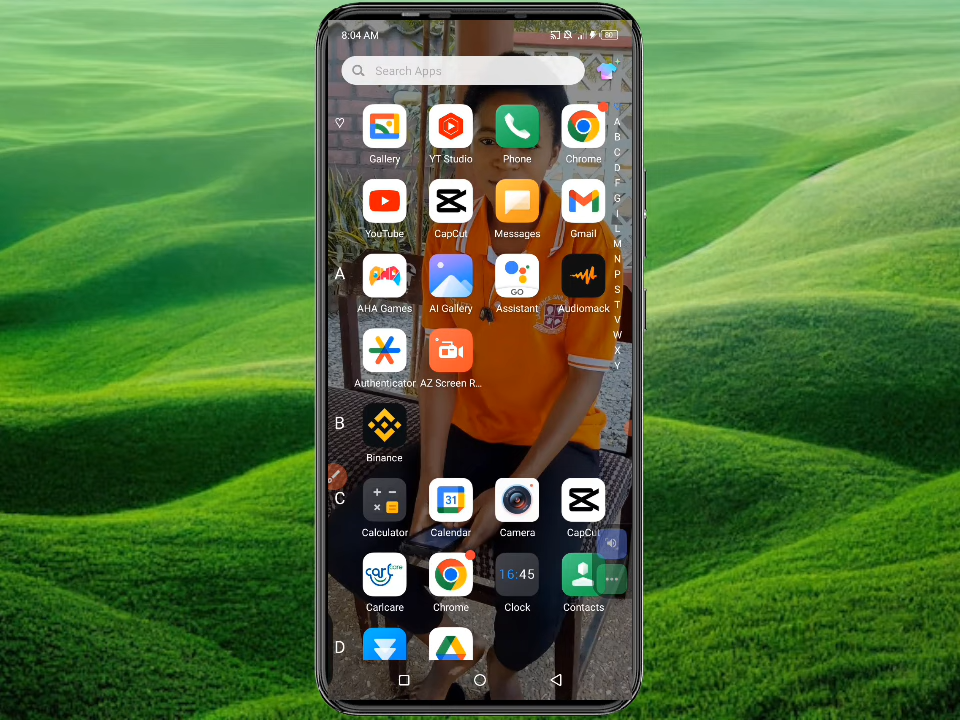 8:04 AM
80
Search Apps
Gallery
YT Studio
Phone
Chrome
YouTube
CapCut
Messages
Gmail
A
AHA Games
AI Gallery
GO
Assistant
Audiomack
Authenticator
AZ Screen R...
B
Binance
C
31
Calculator
Calendar
Camera
CapCut
carlcare
16:45
Carlcare
Chrome
Clock
Contacts
D
A
B
C
D
F
G
I
L
M
N
P
S
T
V
W
X
Y